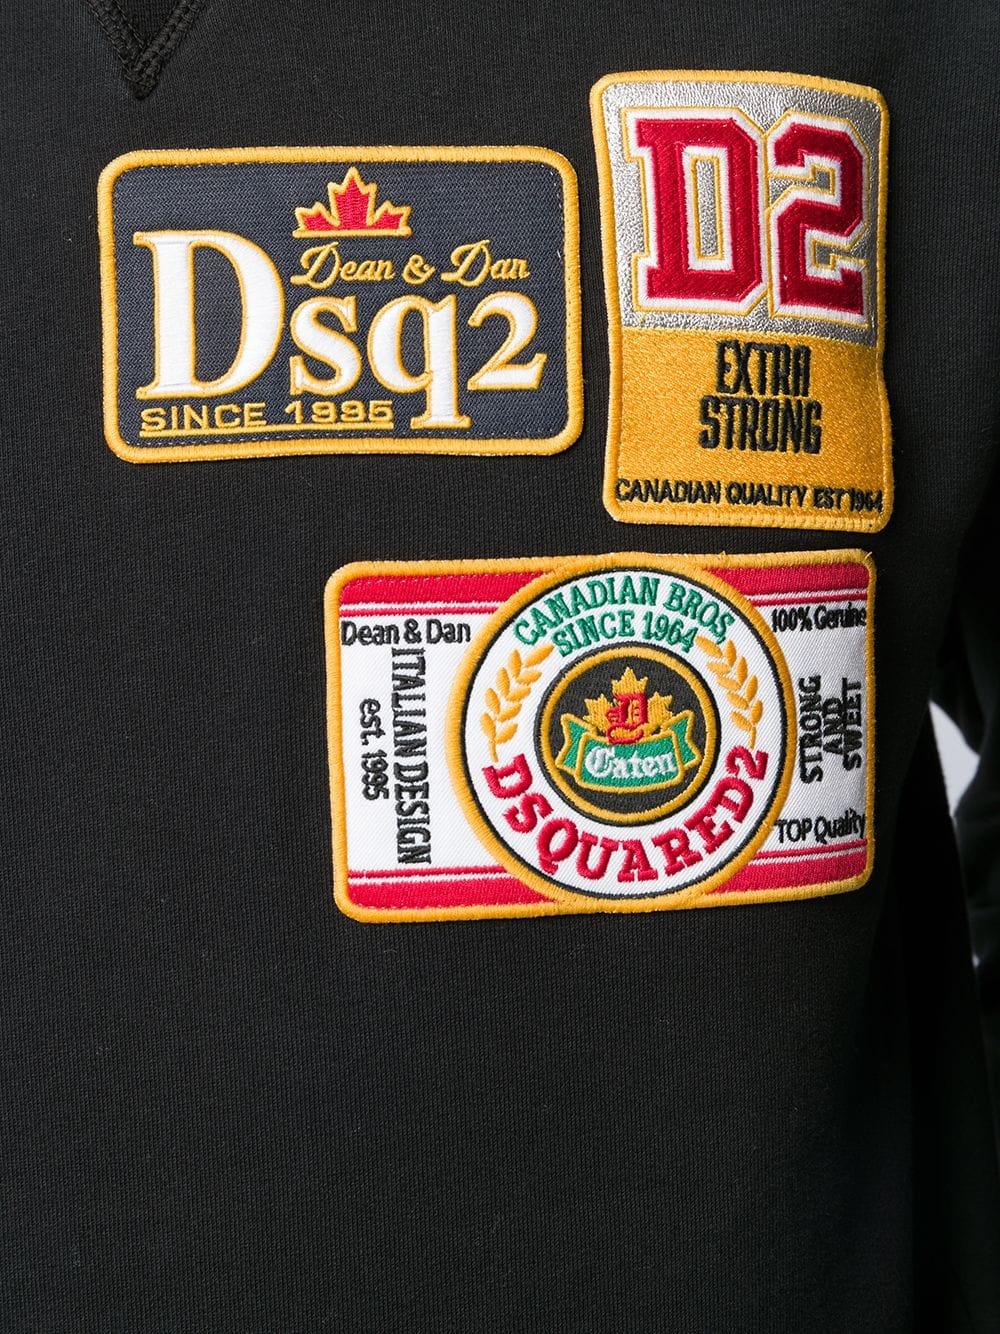 Dean & Dan
Dsq2
SINCE 1995
D2
EXTRA
STRONG
CANADIAN QUALITY EST 1964
Dean & Dan
ITALIAN DESIGN
est. 1995
CANADIAN BROS,
SINCE 1964
D
Caten
DSQUARED2
100% Genuine
STRONG
AND
SWEET
TOP Quality